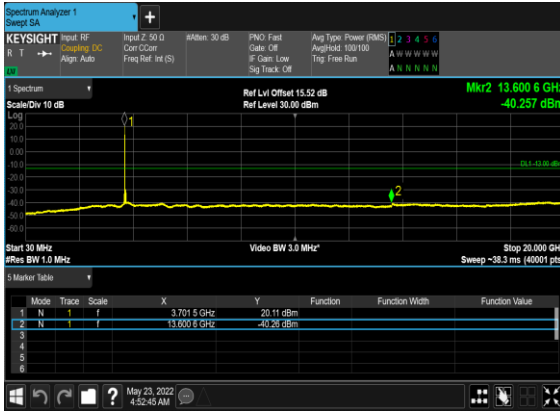 Spectrum Analyzer 1
Swept SA
+
KEYSIGHT Input: RF Input Z: 50 Ω #Atten: 30 dB PNO: Fast Avg Type: Power (RMS) 1 2 3 4 5 6
R T Coupling: DC Corr CCorr Gate: Off Avg|Hold: 100/100 A W W W W W
Align: Auto Freq Ref: Int (S) IF Gain: Low Trig: Free Run
LXI Sig Track: Off A N N N N N
1 Spectrum Ref Lvl Offset 15.52 dB Mkr2 13.600 6 GHz
Scale/Div 10 dB Ref Level 30.00 dBm -40.257 dBm
Log
20.0
10.0
0.00
-10.0
-20.0
-30.0
-40.0
-50.0
-60.0
1
DL1 -13.00 dBm
2
Start 30 MHz Video BW 3.0 MHz* Stop 20.000 GHz
#Res BW 1.0 MHz Sweep ~38.3 ms (40001 pts)
5 Marker Table
Mode Trace Scale X Y Function Function Width Function Value
1 N 1 f 3.701 5 GHz 20.11 dBm
2 N 1 f 13.600 6 GHz -40.26 dBm
3
4
5
6
? May 23, 2022
4:52:45 AM